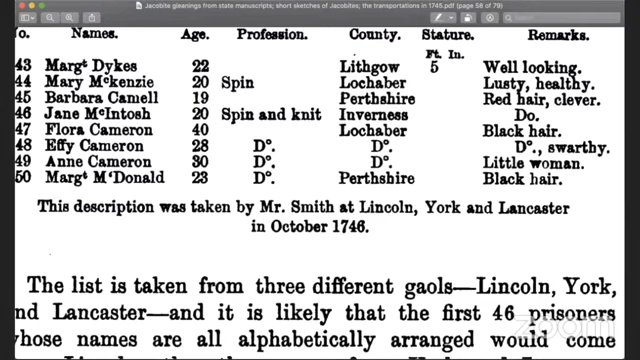 Jacobite gleanings from state manuscripts; short sketches of Jacobites; the transportations in 1745.pdf (page 58 of 79)
No. Names. Age. Profession. County. Stature. Remarks.
Ft. In.
43 Margt Dykes 22 Lithgow 5 Well looking.
44 Mary Mckenzie 20 Spin Lochaber Lusty, healthy.
45 Barbara Camell 19 Perthshire Red hair, clever.
46 Jane McIntosh 20 Spin and knit Inverness Do.
47 Flora Cameron 40 Lochaber Black hair.
48 Effy Cameron 28 Do. Do. Do., swarthy.
49 Anne Cameron 30 Do. Do. Little woman.
50 Margt McDonald 23 Do. Perthshire Black hair.
This description was taken by Mr. Smith at Lincoln, York and Lancaster
in October 1746.
The list is taken from three different gaols—Lincoln, York,
nd Lancaster—and it is likely that the first 46 prisoners
whose names are all alphabetically arranged would come
zoom